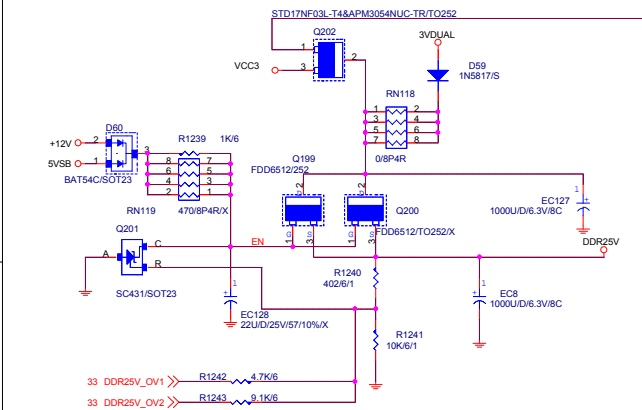 STD17NF03L-T4&APM3054NUC-TR/TO252
Q202
3VDUAL
1
2
VCC3
3
D59
1N5817/S
RN118
1 2
3 4
5 6
7 8
0/8P4R
D60
R1239 1K/6
+12V 2
3
5VSB 1
8 7
6 5
4 3
2 1
BAT54C/SOT23
Q199
FDD6512/252
2
2
D
D
Q200
FDD6512/TO252/X
G
S
G
S
1
3
1
3
1
+
EC127
1000U/D/6.3V/8C
RN119
470/8P4R/X
Q201
C
EN
DDR25V
A
R
SC431/SOT23
R1240
402/6/1
1
+
EC8
1000U/D/6.3V/8C
1
+
EC128
22U/D/25V/57/10%/X
R1241
10K/6/1
33 DDR25V_OV1 R1242 4.7K/6
33 DDR25V_OV2 R1243 9.1K/6